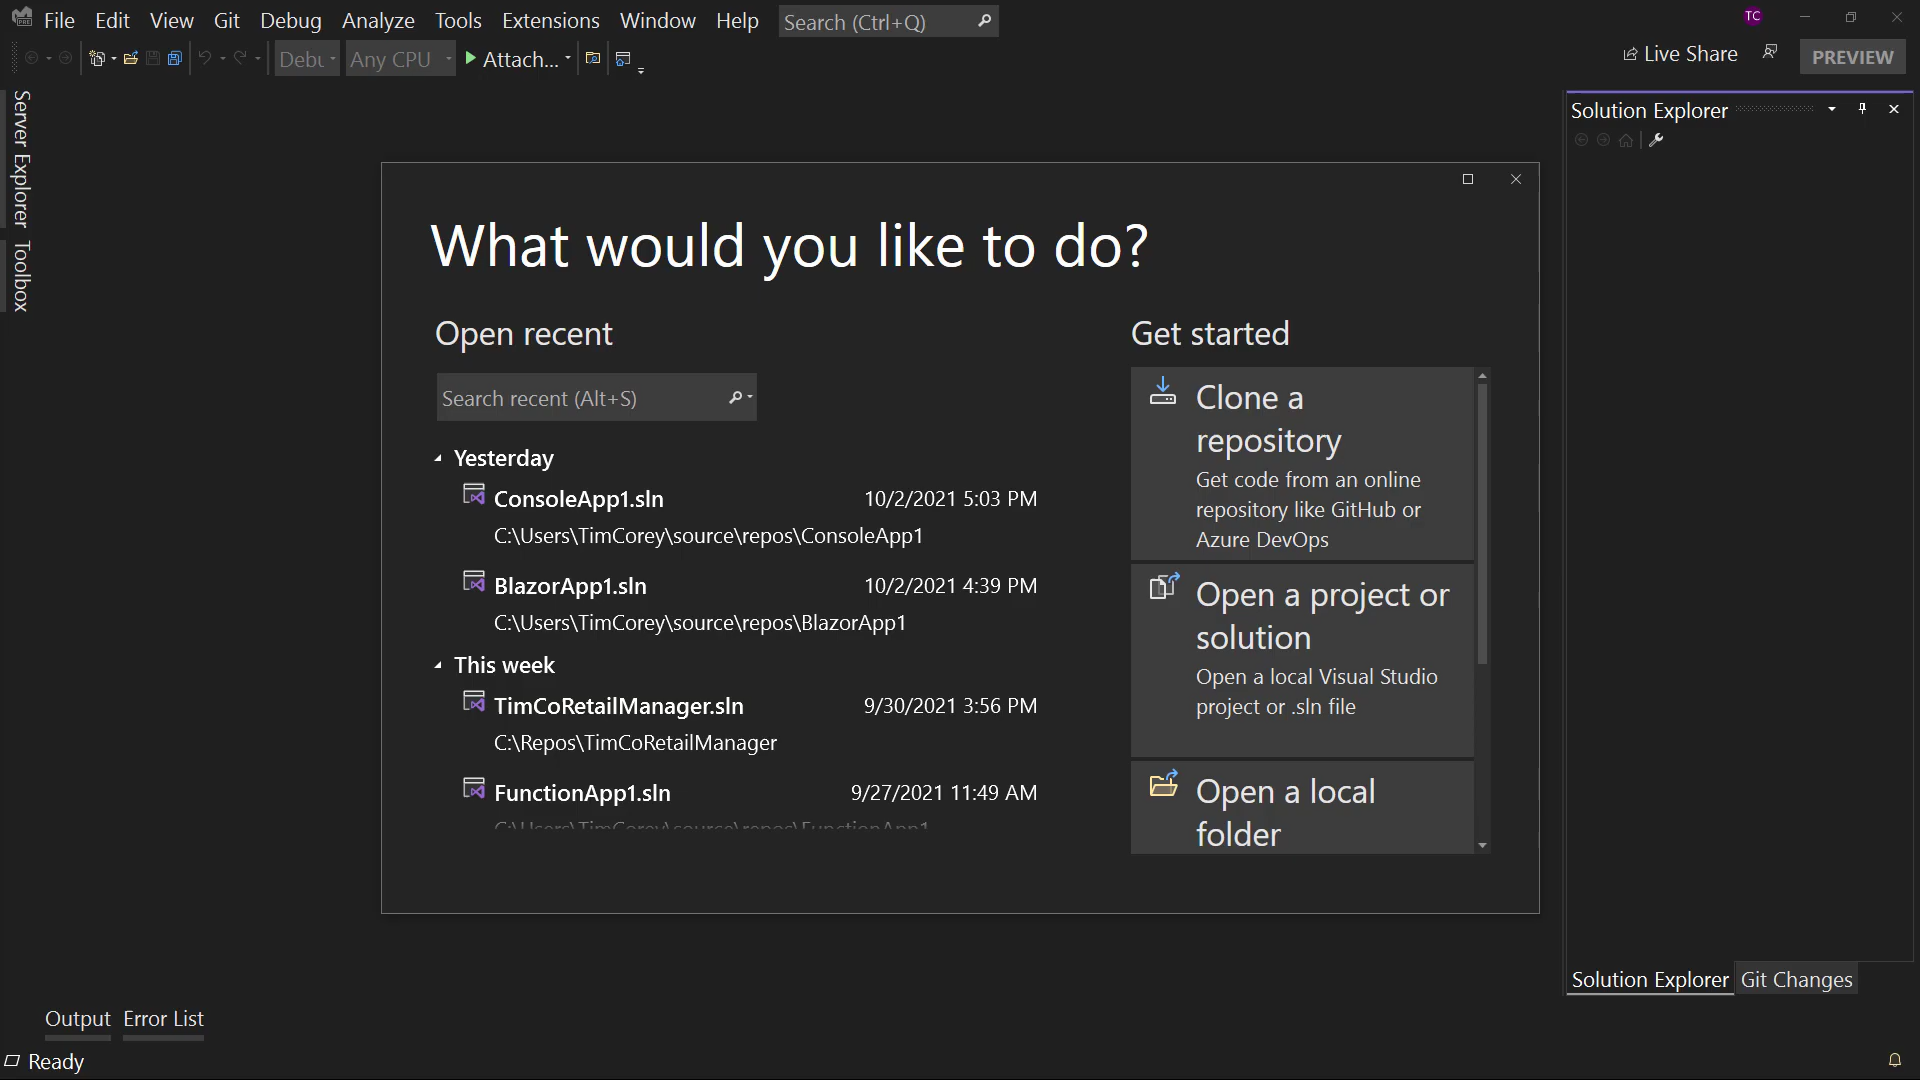 File Edit View Git Debug Analyze Tools Extensions Window Help Search (Ctrl+Q) TC
Debu Any CPU Attach... Live Share PREVIEW
Server Explorer
Toolbox
Solution Explorer
What would you like to do?
Open recent
Search recent (Alt+S)
Yesterday
ConsoleApp1.sln 10/2/2021 5:03 PM
C:\Users\TimCorey\source\repos\ConsoleApp1
BlazorApp1.sln 10/2/2021 4:39 PM
C:\Users\TimCorey\source\repos\BlazorApp1
This week
TimCoRetailManager.sln 9/30/2021 3:56 PM
C:\Repos\TimCoRetailManager
FunctionApp1.sln 9/27/2021 11:49 AM
C:\Users\TimCorey\source\repos\FunctionApp1
Get started
Clone a
repository
Get code from an online
repository like GitHub or
Azure DevOps
Open a project or
solution
Open a local Visual Studio
project or .sln file
Open a local
folder
Solution Explorer Git Changes
Output Error List
Ready